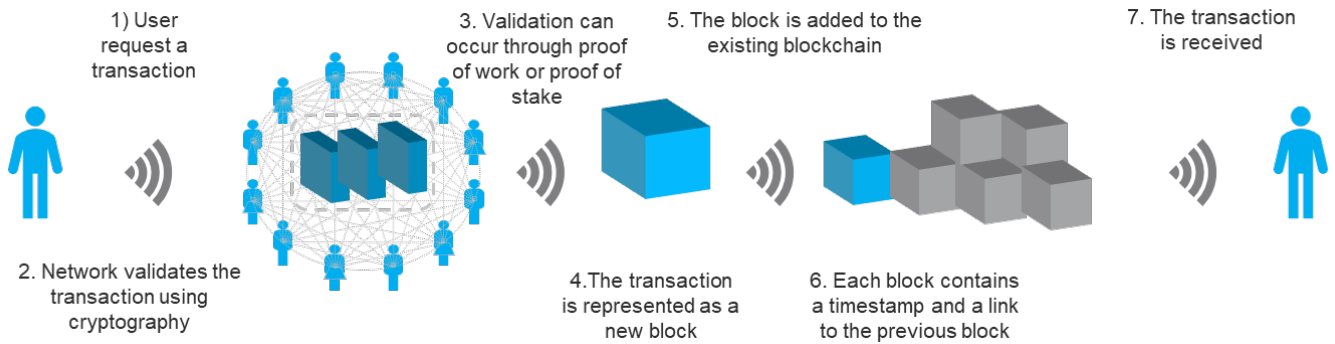 1) User
request a
transaction
2. Network validates the
transaction using
cryptography
3. Validation can
occur through proof
of work or proof of
stake
4.The transaction
is represented as a
new block
5. The block is added to the
existing blockchain
6. Each block contains
a timestamp and a link
to the previous block
7. The transaction
is received